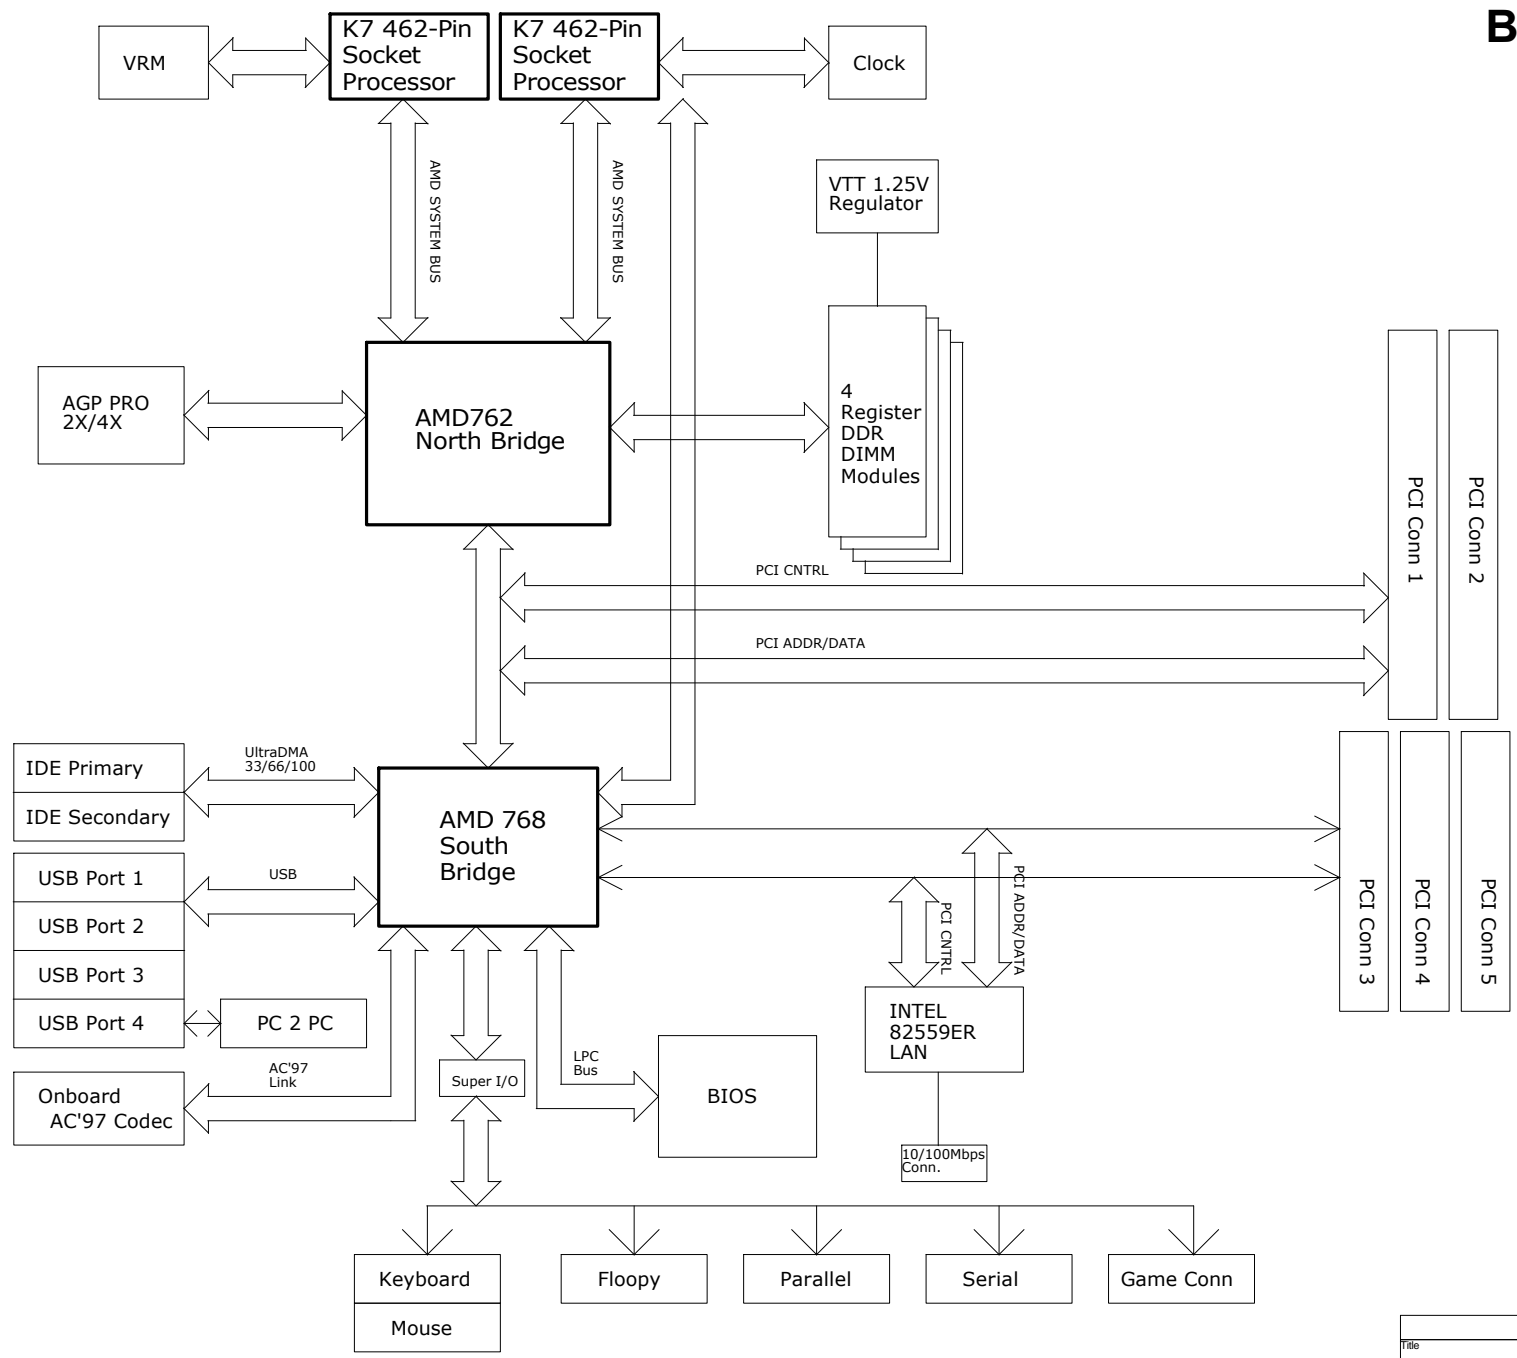 B
K7 462-Pin
Socket
Processor
K7 462-Pin
Socket
Processor
VRM
Clock
AMD SYSTEM BUS
AMD SYSTEM BUS
VTT 1.25V
Regulator
AGP PRO
2X/4X
AMD762
North Bridge
4
Register
DDR
DIMM
Modules
PCI Conn 1
PCI Conn 2
PCI CNTRL
PCI ADDR/DATA
IDE Primary
IDE Secondary
UltraDMA
33/66/100
AMD 768
South
Bridge
USB Port 1
USB Port 2
USB Port 3
USB Port 4
USB
PC 2 PC
PCI CNTRL
PCI ADDR/DATA
PCI Conn 3
PCI Conn 4
PCI Conn 5
INTEL
82559ER
LAN
Onboard
AC'97 Codec
AC'97
Link
Super I/O
LPC
Bus
BIOS
10/100Mbps
Conn.
Keyboard
Mouse
Floopy
Parallel
Serial
Game Conn
Title